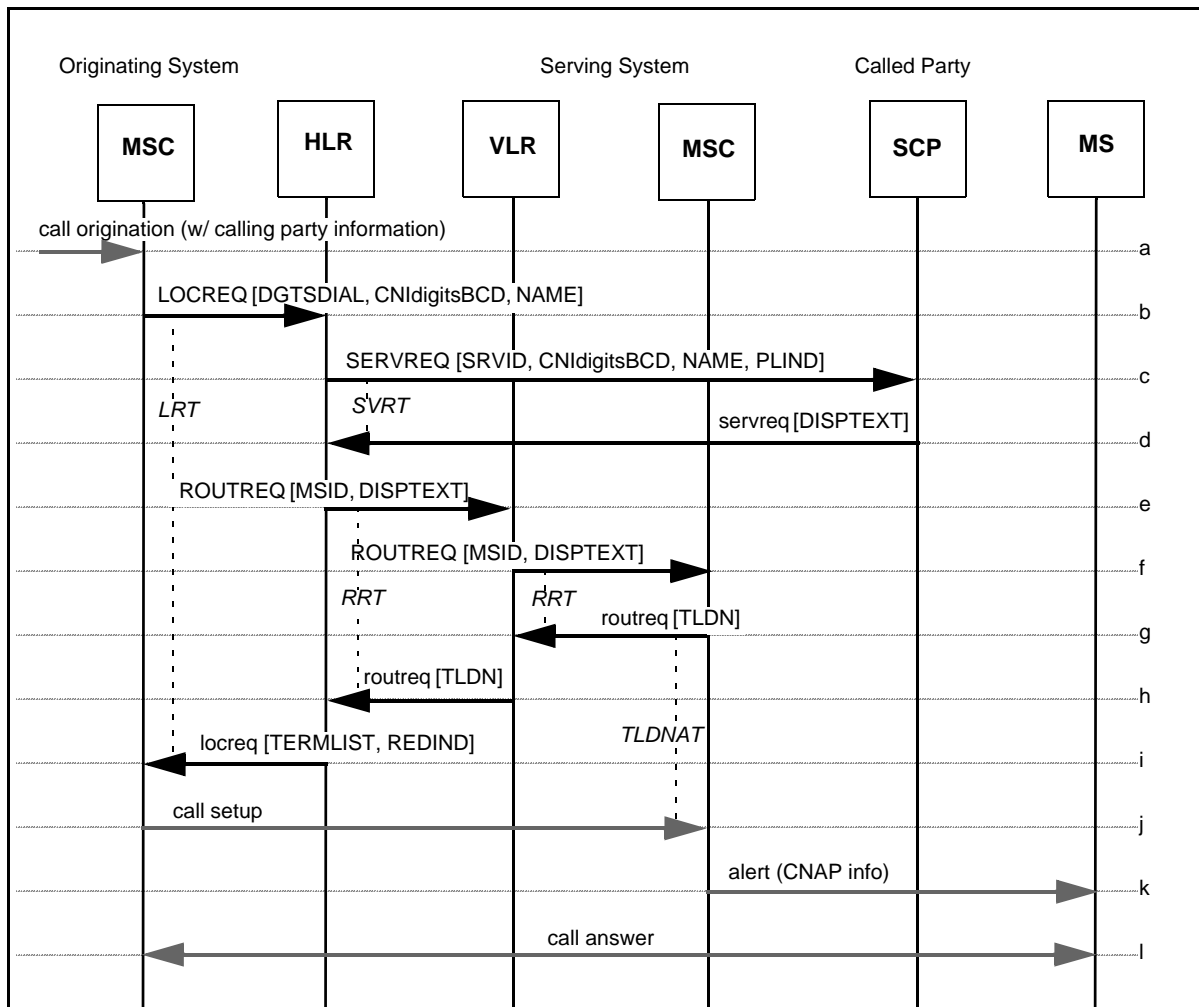 Originating System Serving System Called Party
MSC HLR VLR MSC SCP MS
call origination (w/ calling party information)
a
LOCREQ [DGTSDIAL, CNIdigitsBCD, NAME]
b
SERVREQ [SRVID, CNIdigitsBCD, NAME, PLIND]
c
LRT SVRT
servreq [DISPTEXT]
d
ROUTREQ [MSID, DISPTEXT]
e
ROUTREQ [MSID, DISPTEXT]
f
RRT RRT
routreq [TLDN]
g
routreq [TLDN]
h
TLDNAT
locreq [TERMLIST, REDIND]
i
call setup
j
alert (CNAP info)
k
call answer
l